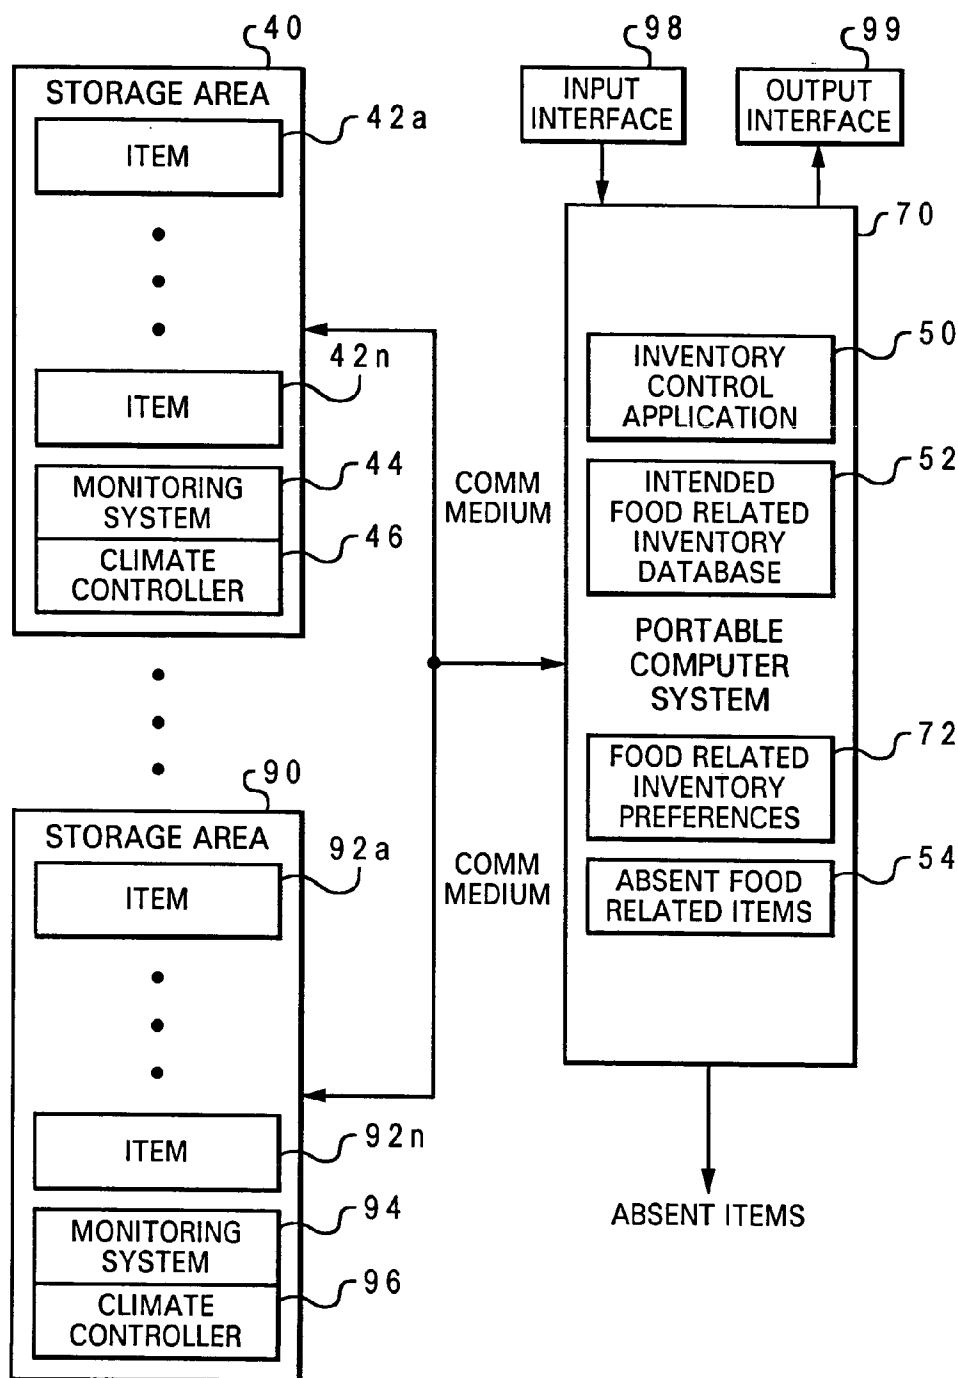 40
STORAGE AREA
42a
ITEM
42n
ITEM
44
MONITORING
SYSTEM
46
CLIMATE
CONTROLLER
90
STORAGE AREA
92a
ITEM
92n
ITEM
94
MONITORING
SYSTEM
96
CLIMATE
CONTROLLER
COMM
MEDIUM
COMM
MEDIUM
98
INPUT
INTERFACE
99
OUTPUT
INTERFACE
70
50
INVENTORY
CONTROL
APPLICATION
52
INTENDED
FOOD RELATED
INVENTORY
DATABASE
PORTABLE
COMPUTER
SYSTEM
72
FOOD RELATED
INVENTORY
PREFERENCES
54
ABSENT FOOD
RELATED ITEMS
ABSENT ITEMS